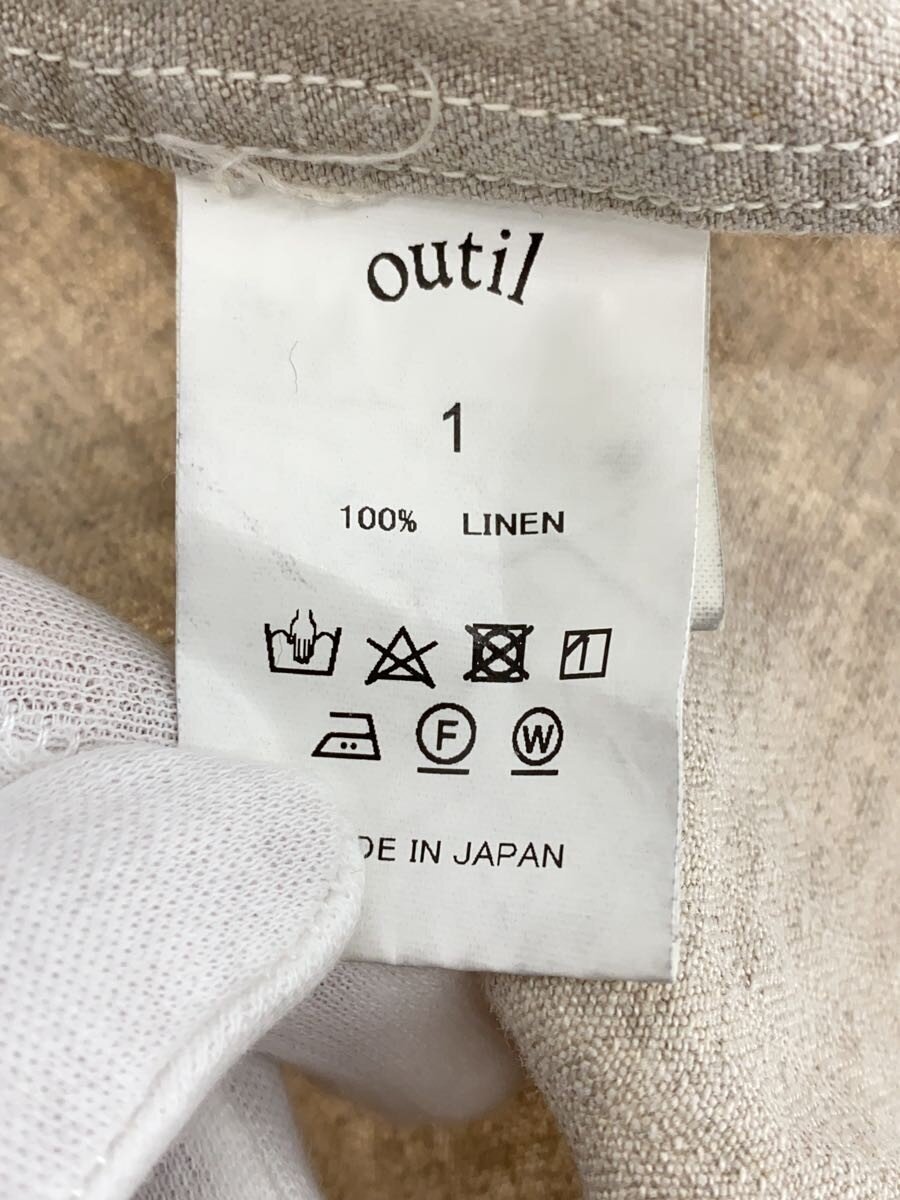 outil
1
100% LINEN
F W
DE IN JAPAN